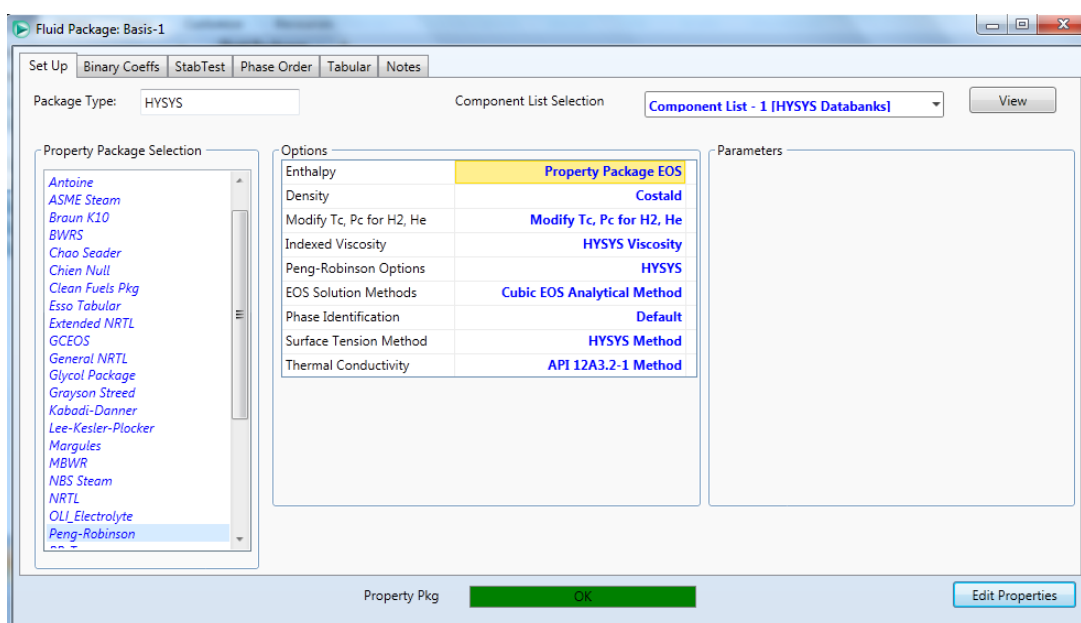 Fluid Package: Basis-1
Set Up Binary Coeffs StabTest Phase Order Tabular Notes
Package Type: HYSYS Component List Selection Component List - 1 [HYSYS Databanks] View
Property Package Selection
Antoine
ASME Steam
Braun K10
BWRS
Chao Seader
Chien Null
Clean Fuels Pkg
Esso Tabular
Extended NRTL
GCEOS
General NRTL
Glycol Package
Grayson Streed
Kabadi-Danner
Lee-Kesler-Plocker
Margules
MBWR
NBS Steam
NRTL
OLI_Electrolyte
Peng-Robinson
Options
Enthalpy Property Package EOS
Density Costald
Modify Tc, Pc for H2, He Modify Tc, Pc for H2, He
Indexed Viscosity HYSYS Viscosity
Peng-Robinson Options HYSYS
EOS Solution Methods Cubic EOS Analytical Method
Phase Identification Default
Surface Tension Method HYSYS Method
Thermal Conductivity API 12A3.2-1 Method
Parameters
Property Pkg OK Edit Properties